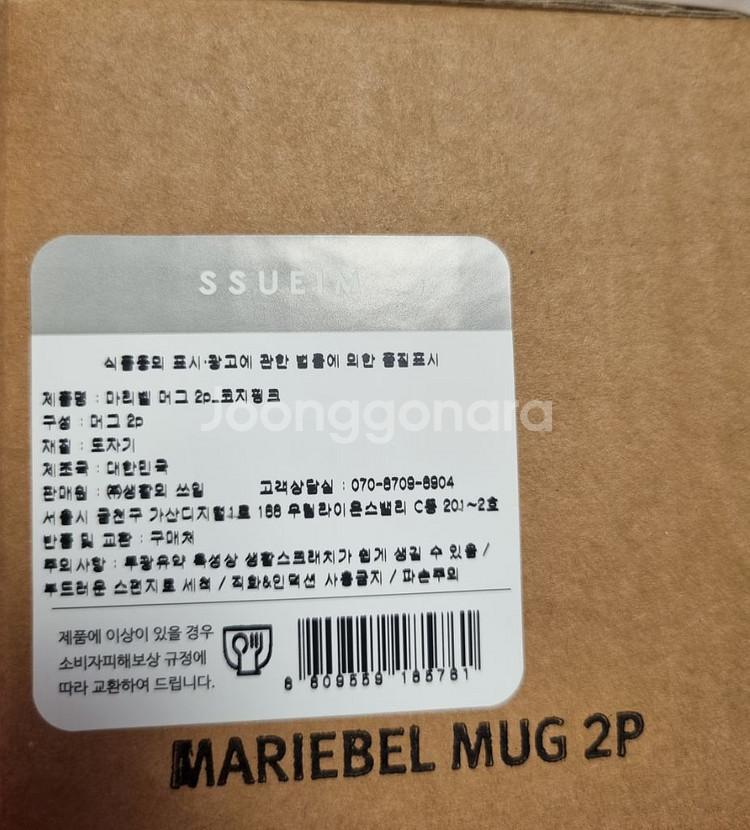 SSUEIM
식품등의 표시·광고에 관한 법률에 의한 품질표시
제품명 : 마리벨 머그 2p_코지핑크
Joonggonara
구성 : 머그 2p
재질 : 도자기
제조국 : 대한민국
판매원 : ㈜생활의 쓰임 고객상담실 : 070-8709-8904
서울시 금천구 가산디지털1로 168 우림라이온스밸리 C동 201~2호
반품 및 교환 : 구매처
주의사항 : 투광유약 특성상 생활스크래치가 쉽게 생길 수 있음 /
부드러운 스펀지로 세척 / 직화&인덕션 사용금지 / 파손주의
제품에 이상이 있을 경우
소비자피해보상 규정에
따라 교환하여 드립니다.
8 809559 185781
MARIEBEL MUG 2P